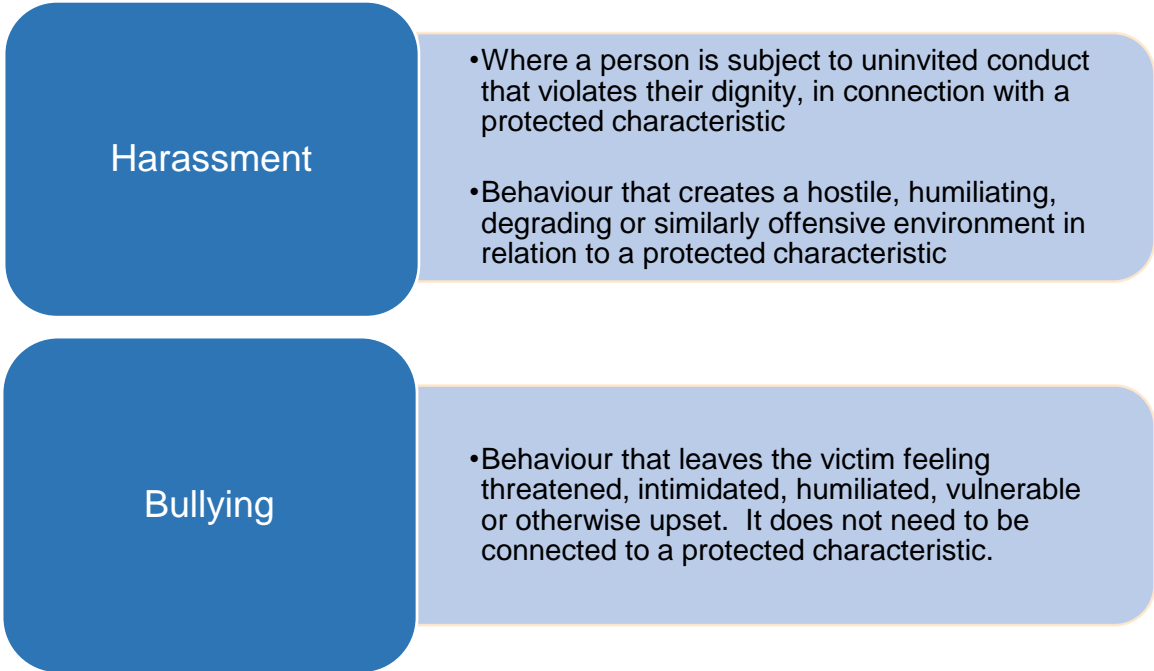 Harassment
•Where a person is subject to uninvited conduct
that violates their dignity, in connection with a
protected characteristic
•Behaviour that creates a hostile, humiliating,
degrading or similarly offensive environment in
relation to a protected characteristic
Bullying
•Behaviour that leaves the victim feeling
threatened, intimidated, humiliated, vulnerable
or otherwise upset.  It does not need to be
connected to a protected characteristic.